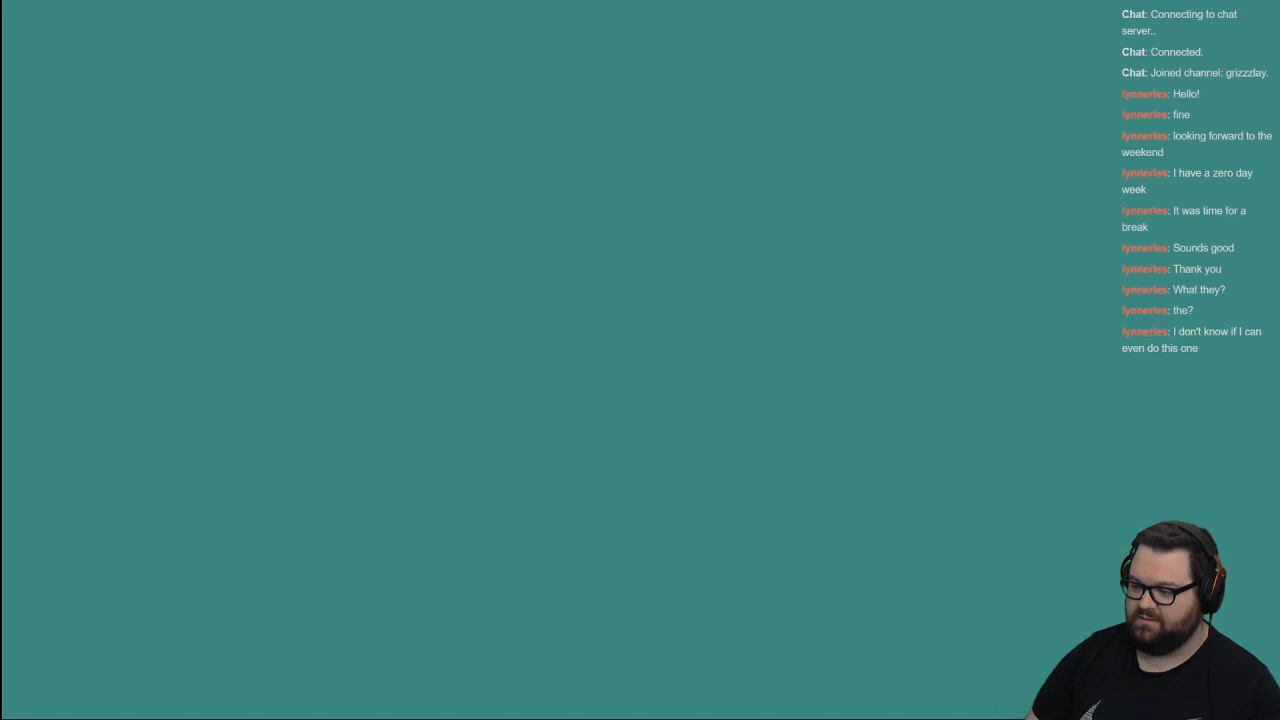 Chat: Connecting to chat
server..
Chat: Connected.
Chat: Joined channel: grizzzlay.
lynnerles: Hello!
lynnerles: fine
lynnerles: looking forward to the
weekend
lynnerles: I have a zero day
week
lynnerles: It was time for a
break
lynnerles: Sounds good
lynnerles: Thank you
lynnerles: What they?
lynnerles: the?
lynnerles: I don't know if I can
even do this one